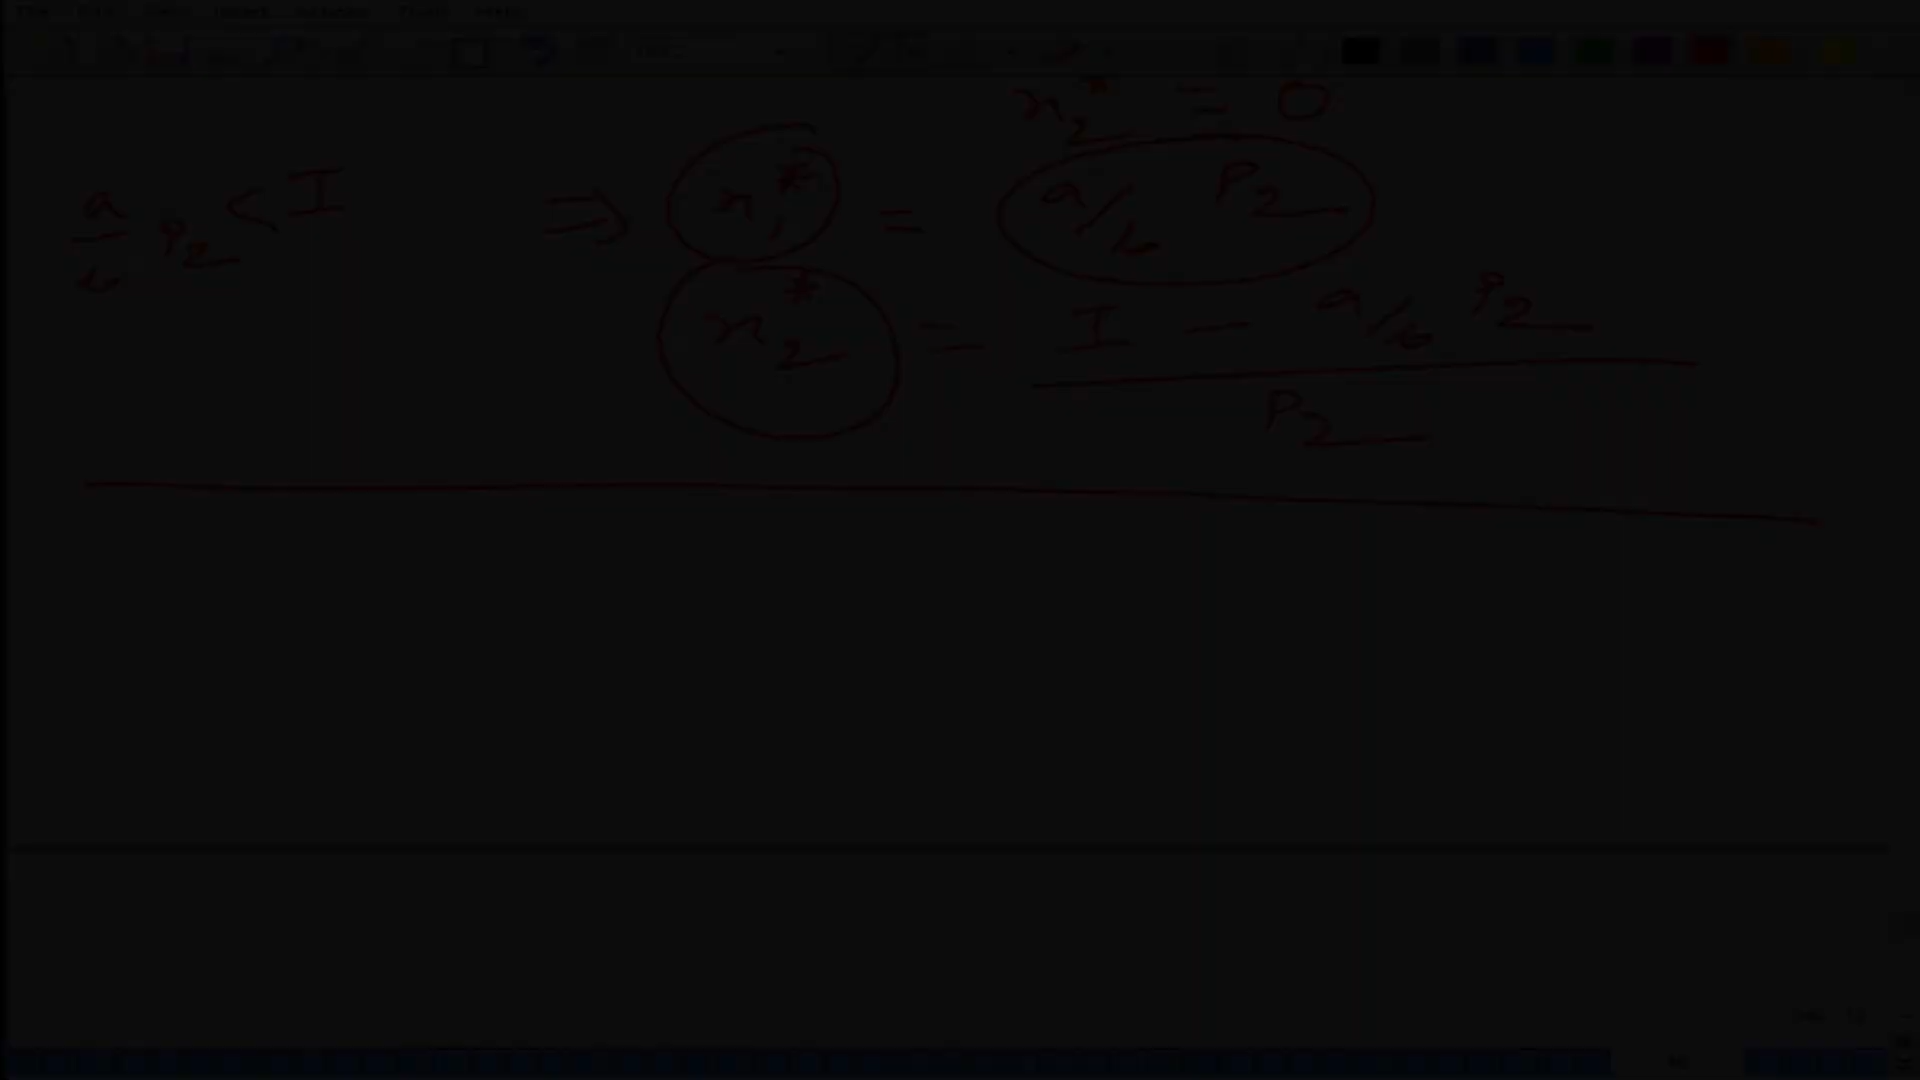 x₂* = 0
a/b P₂ < I ⇒ x₁* = a/b P₂
x₂* = (I − a/b P₂) / P₂